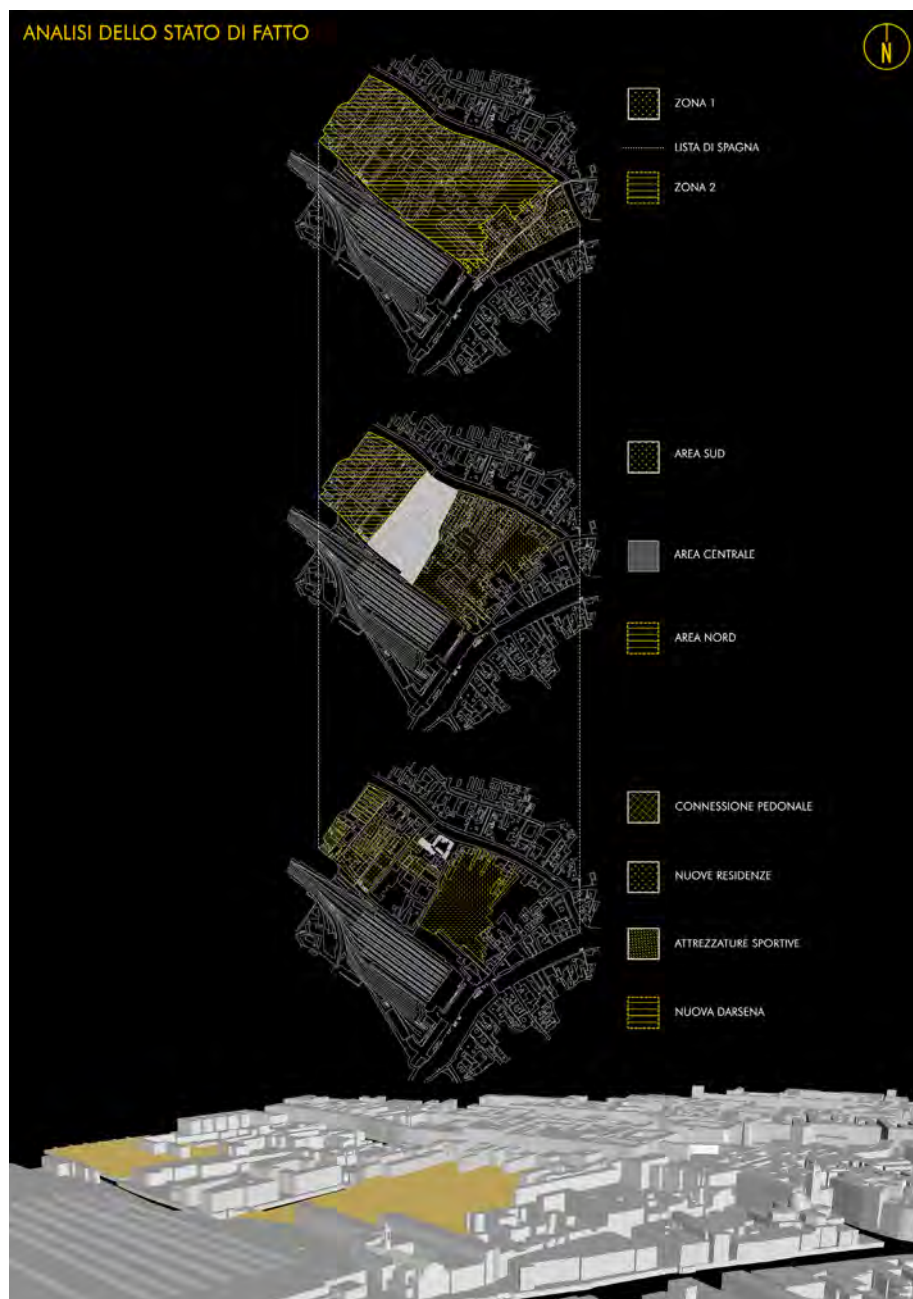 ANALISI DELLO STATO DI FATTO
N
ZONA 1
LISTA DI SPAGNA
ZONA 2
AREA SUD
AREA CENTRALE
AREA NORD
CONNESSIONE PEDONALE
NUOVE RESIDENZE
ATTREZZATURE SPORTIVE
NUOVA DARSENA